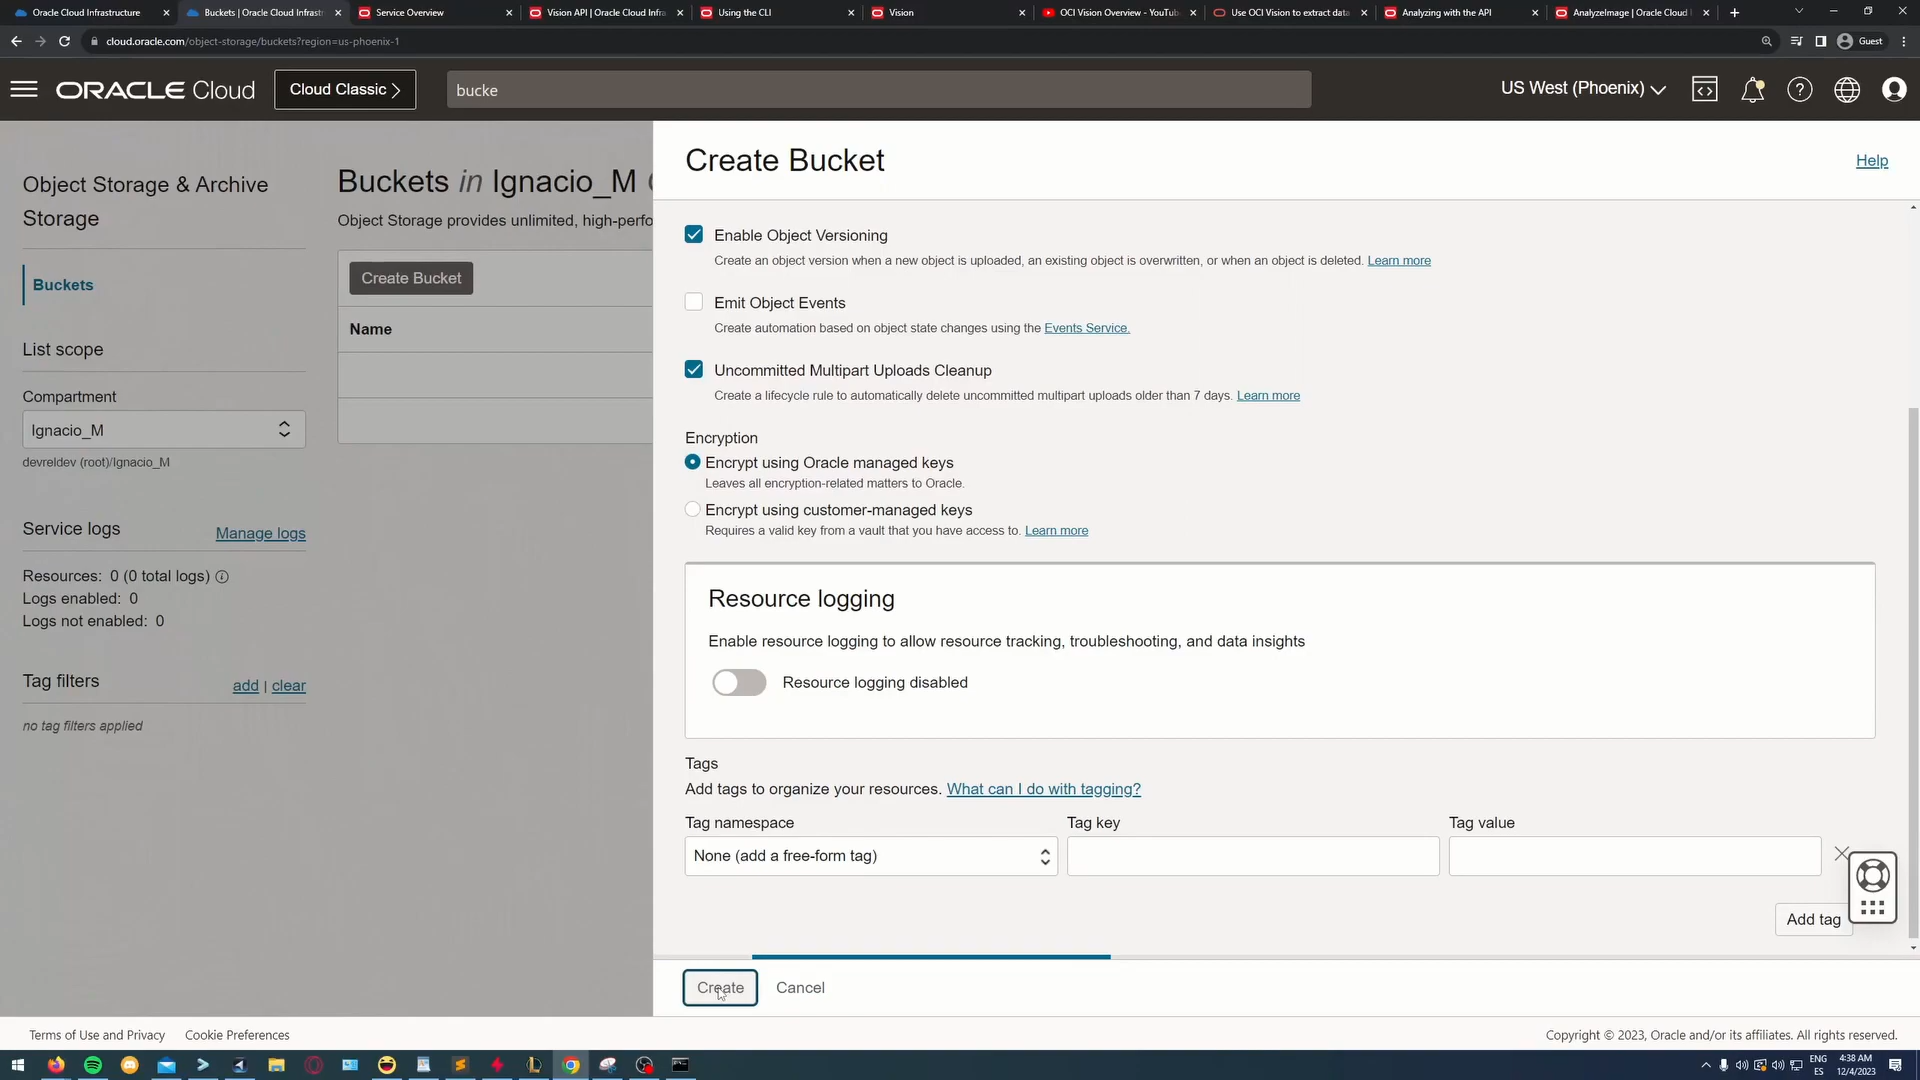 Oracle Cloud Infrastructure
Buckets | Oracle Cloud Infrast
Service Overview
Vision API | Oracle Cloud Infra
Using the CLI
Vision
OCI Vision Overview - YouTub
Use OCI Vision to extract data
Analyzing with the API
AnalyzeImage | Oracle Cloud
cloud.oracle.com/object-storage/buckets?region=us-phoenix-1
Guest
ORACLE Cloud
Cloud Classic
bucke
US West (Phoenix)
Object Storage & Archive
Storage
Buckets
List scope
Compartment
Ignacio_M
devreldev (root)/Ignacio_M
Service logs
Manage logs
Resources: 0 (0 total logs)
Logs enabled: 0
Logs not enabled: 0
Tag filters
add | clear
no tag filters applied
Buckets in Ignacio_M
Object Storage provides unlimited, high-perfo
Create Bucket
Name
Create Bucket
Help
Enable Object Versioning
Create an object version when a new object is uploaded, an existing object is overwritten, or when an object is deleted. Learn more
Emit Object Events
Create automation based on object state changes using the Events Service.
Uncommitted Multipart Uploads Cleanup
Create a lifecycle rule to automatically delete uncommitted multipart uploads older than 7 days. Learn more
Encryption
Encrypt using Oracle managed keys
Leaves all encryption-related matters to Oracle.
Encrypt using customer-managed keys
Requires a valid key from a vault that you have access to. Learn more
Resource logging
Enable resource logging to allow resource tracking, troubleshooting, and data insights
Resource logging disabled
Tags
Add tags to organize your resources. What can I do with tagging?
Tag namespace
Tag key
Tag value
None (add a free-form tag)
Add tag
Create
Cancel
Terms of Use and Privacy
Cookie Preferences
Copyright © 2023, Oracle and/or its affiliates. All rights reserved.
ENG
ES
4:38 AM
12/4/2023